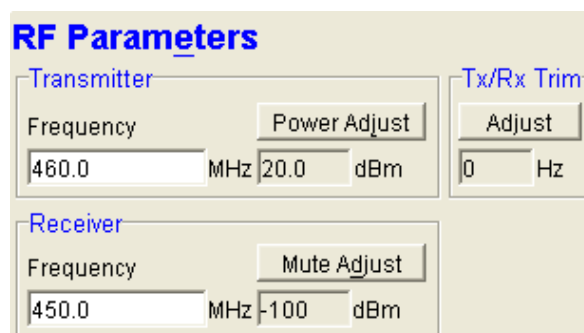 RF Parameters
Transmitter
Tx/Rx Trim
Frequency
Power Adjust
Adjust
460.0 MHz 20.0 dBm
0 Hz
Receiver
Frequency
Mute Adjust
450.0 MHz -100 dBm